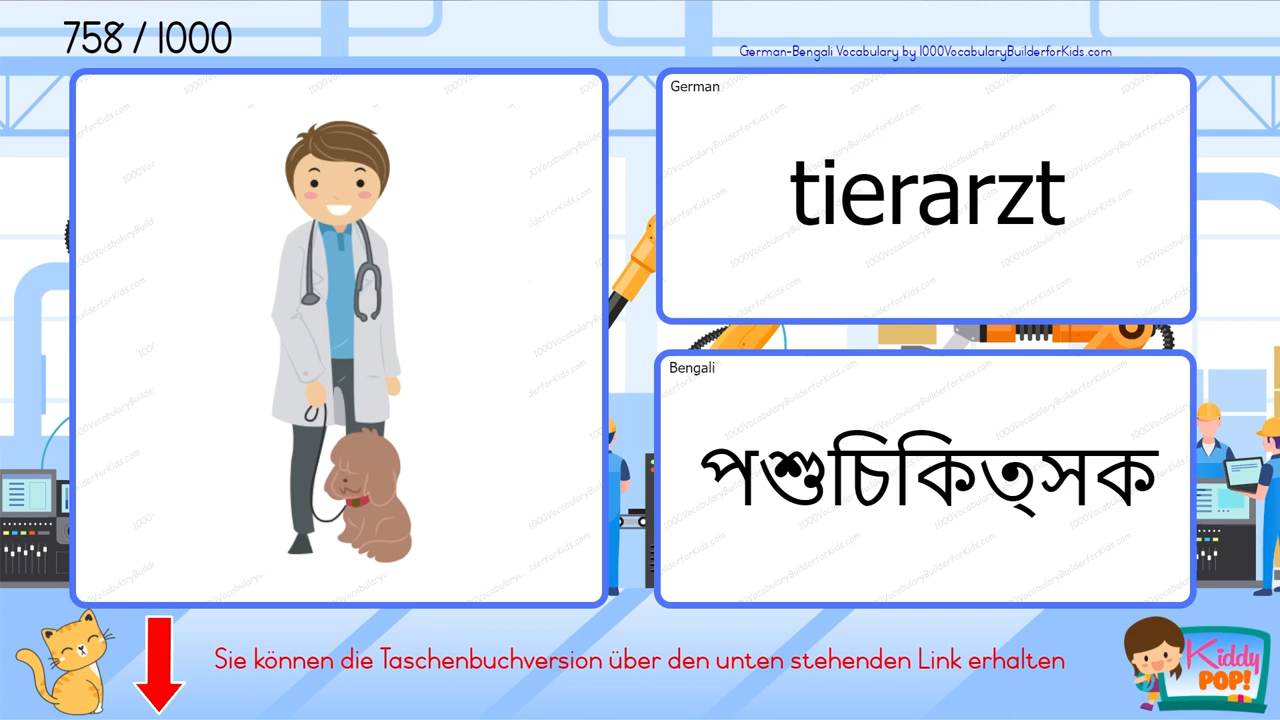 758 / 1000
German-Bengali Vocabulary by 1000VocabularyBuilderforKids.com
German
tierarzt
Bengali
পশুচিকিত্সক
Sie können die Taschenbuchversion über den unten stehenden Link erhalten
Kiddy
POP!